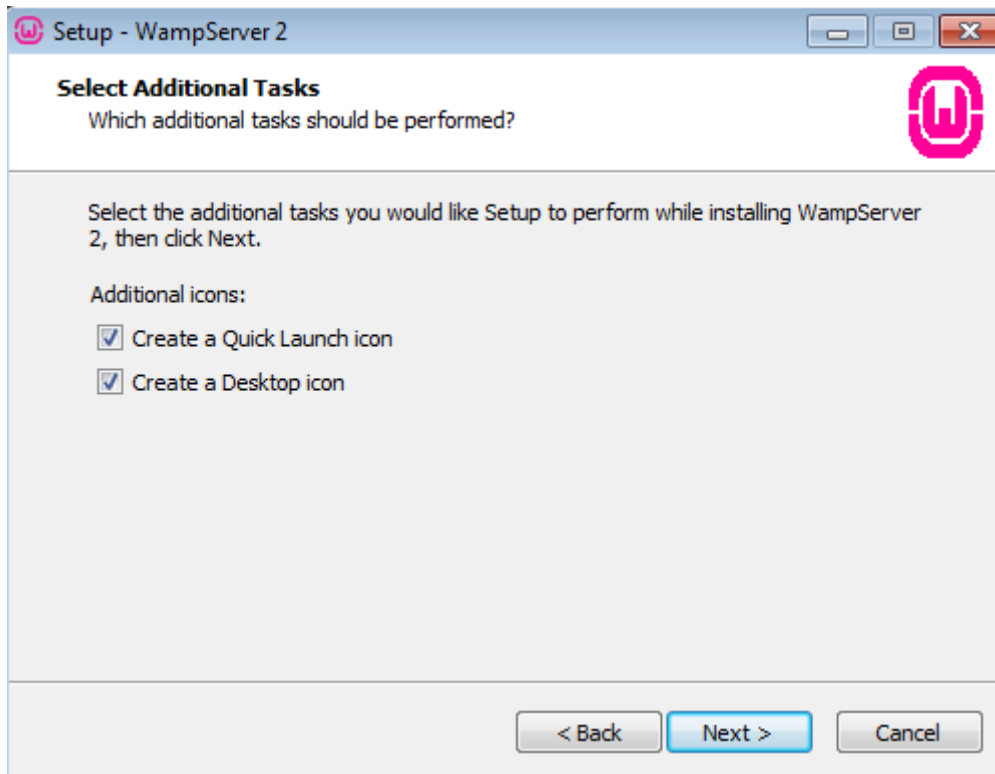 Setup - WampServer 2
Select Additional Tasks
Which additional tasks should be performed?
Select the additional tasks you would like Setup to perform while installing WampServer
2, then click Next.
Additional icons:
Create a Quick Launch icon
Create a Desktop icon
< Back
Next >
Cancel